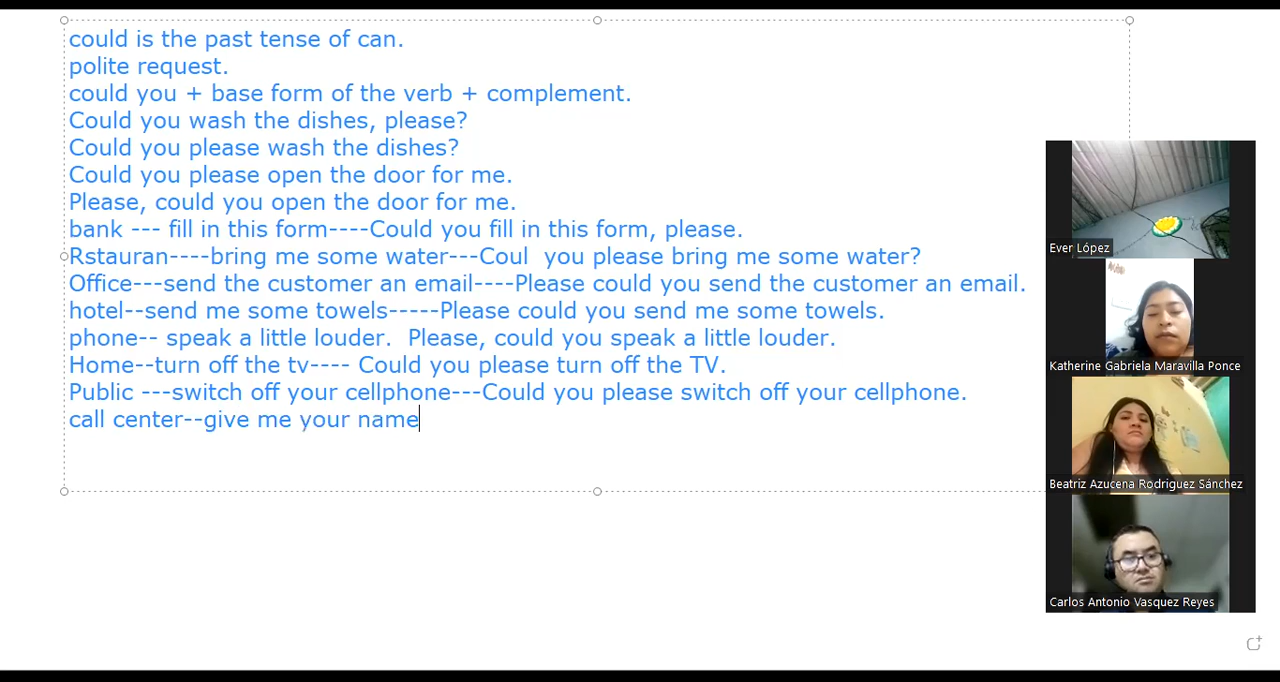 could is the past tense of can.
polite request.
could you + base form of the verb + complement.
Could you wash the dishes, please?
Could you please wash the dishes?
Could you please open the door for me.
Please, could you open the door for me.
bank --- fill in this form----Could you fill in this form, please.
Rstauran----bring me some water---Coul  you please bring me some water?
Office---send the customer an email----Please could you send the customer an email.
hotel--send me some towels-----Please could you send me some towels.
phone-- speak a little louder.  Please, could you speak a little louder.
Home--turn off the tv---- Could you please turn off the TV.
Public ---switch off your cellphone---Could you please switch off your cellphone.
call center--give me your name
Ever López
Katherine Gabriela Maravilla Ponce
Beatriz Azucena Rodriguez Sánchez
Carlos Antonio Vasquez Reyes